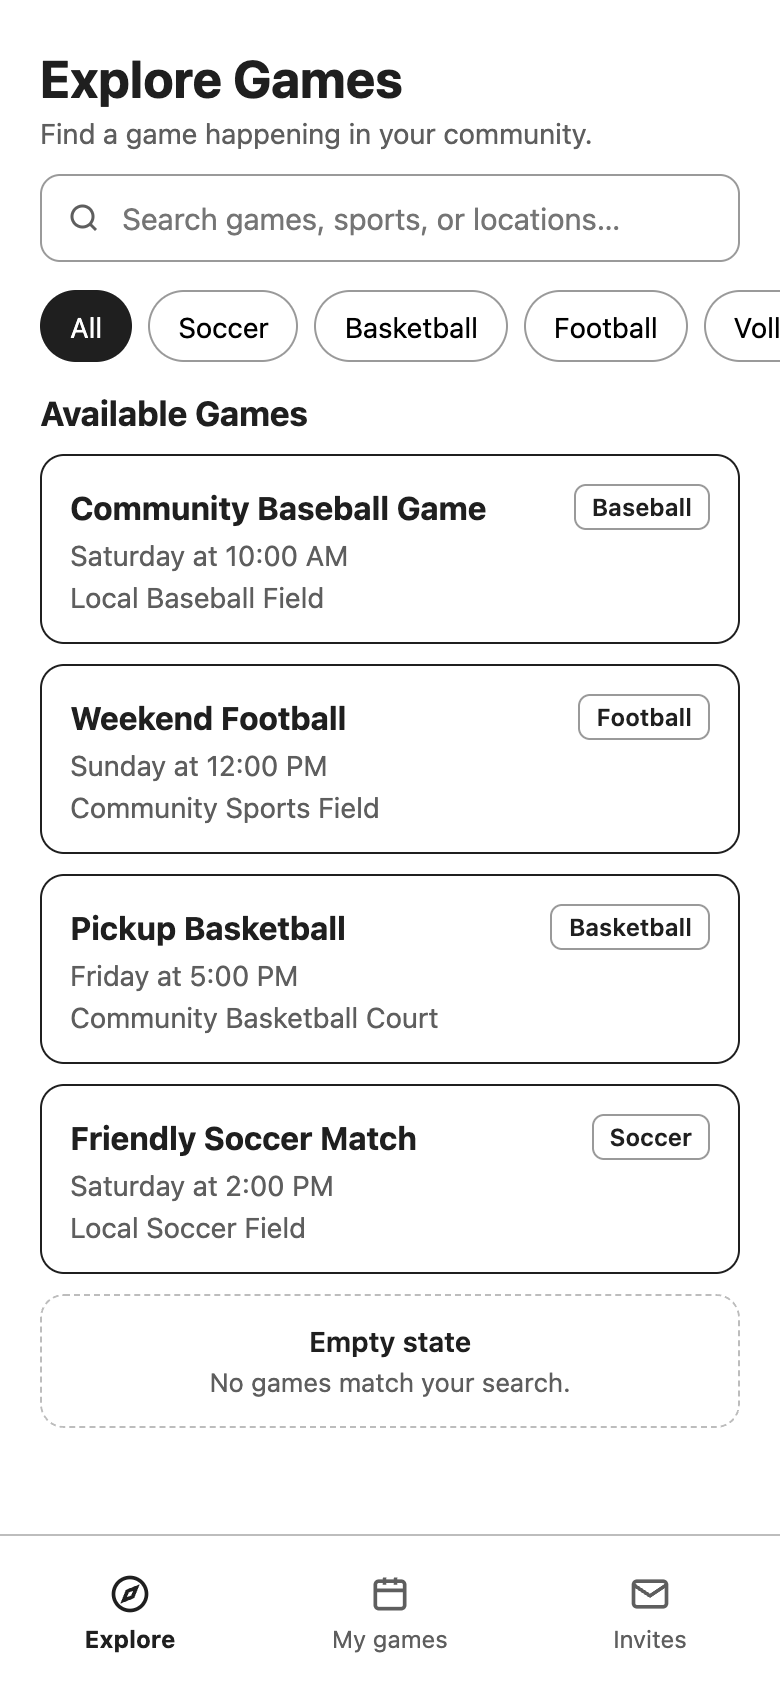 Explore Games
Find a game happening in your community.
Search games, sports, or locations...
All Soccer Basketball Football Voll
Available Games
Community Baseball Game Baseball
Saturday at 10:00 AM
Local Baseball Field
Weekend Football Football
Sunday at 12:00 PM
Community Sports Field
Pickup Basketball Basketball
Friday at 5:00 PM
Community Basketball Court
Friendly Soccer Match Soccer
Saturday at 2:00 PM
Local Soccer Field
Empty state
No games match your search.
Explore My games Invites